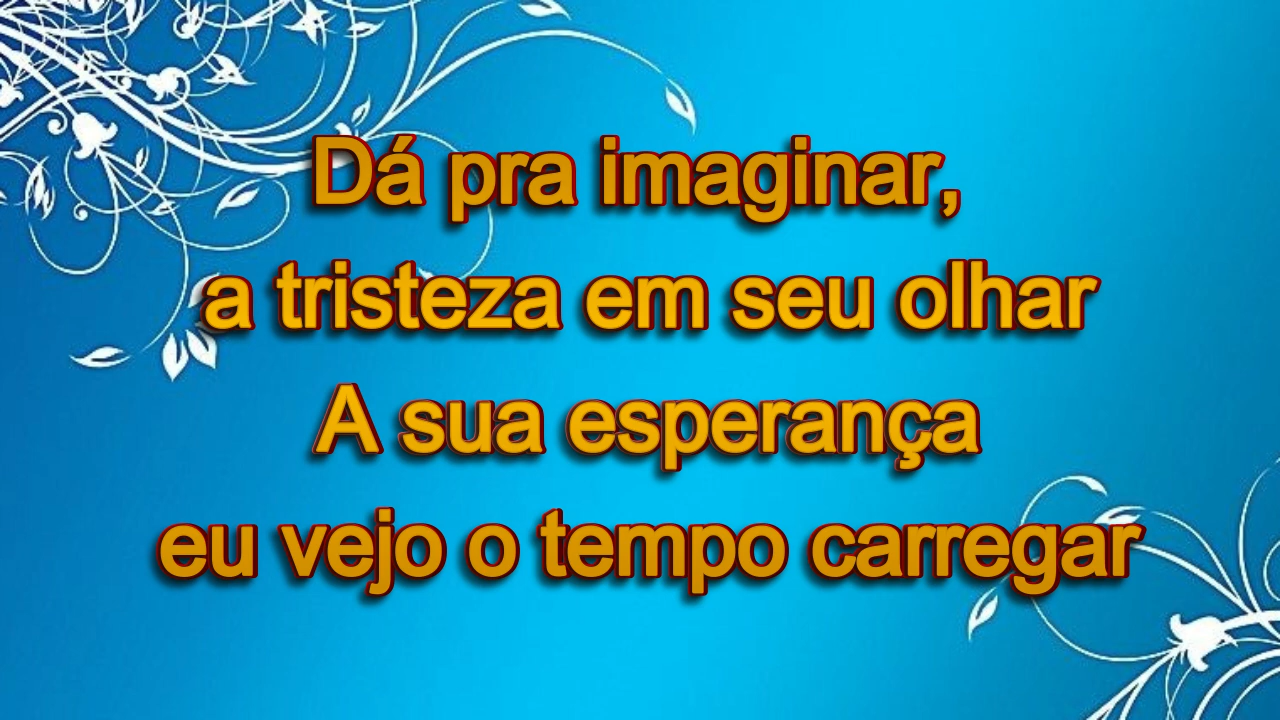 Dá pra imaginar,
a tristeza em seu olhar
A sua esperança
eu vejo o tempo carregar